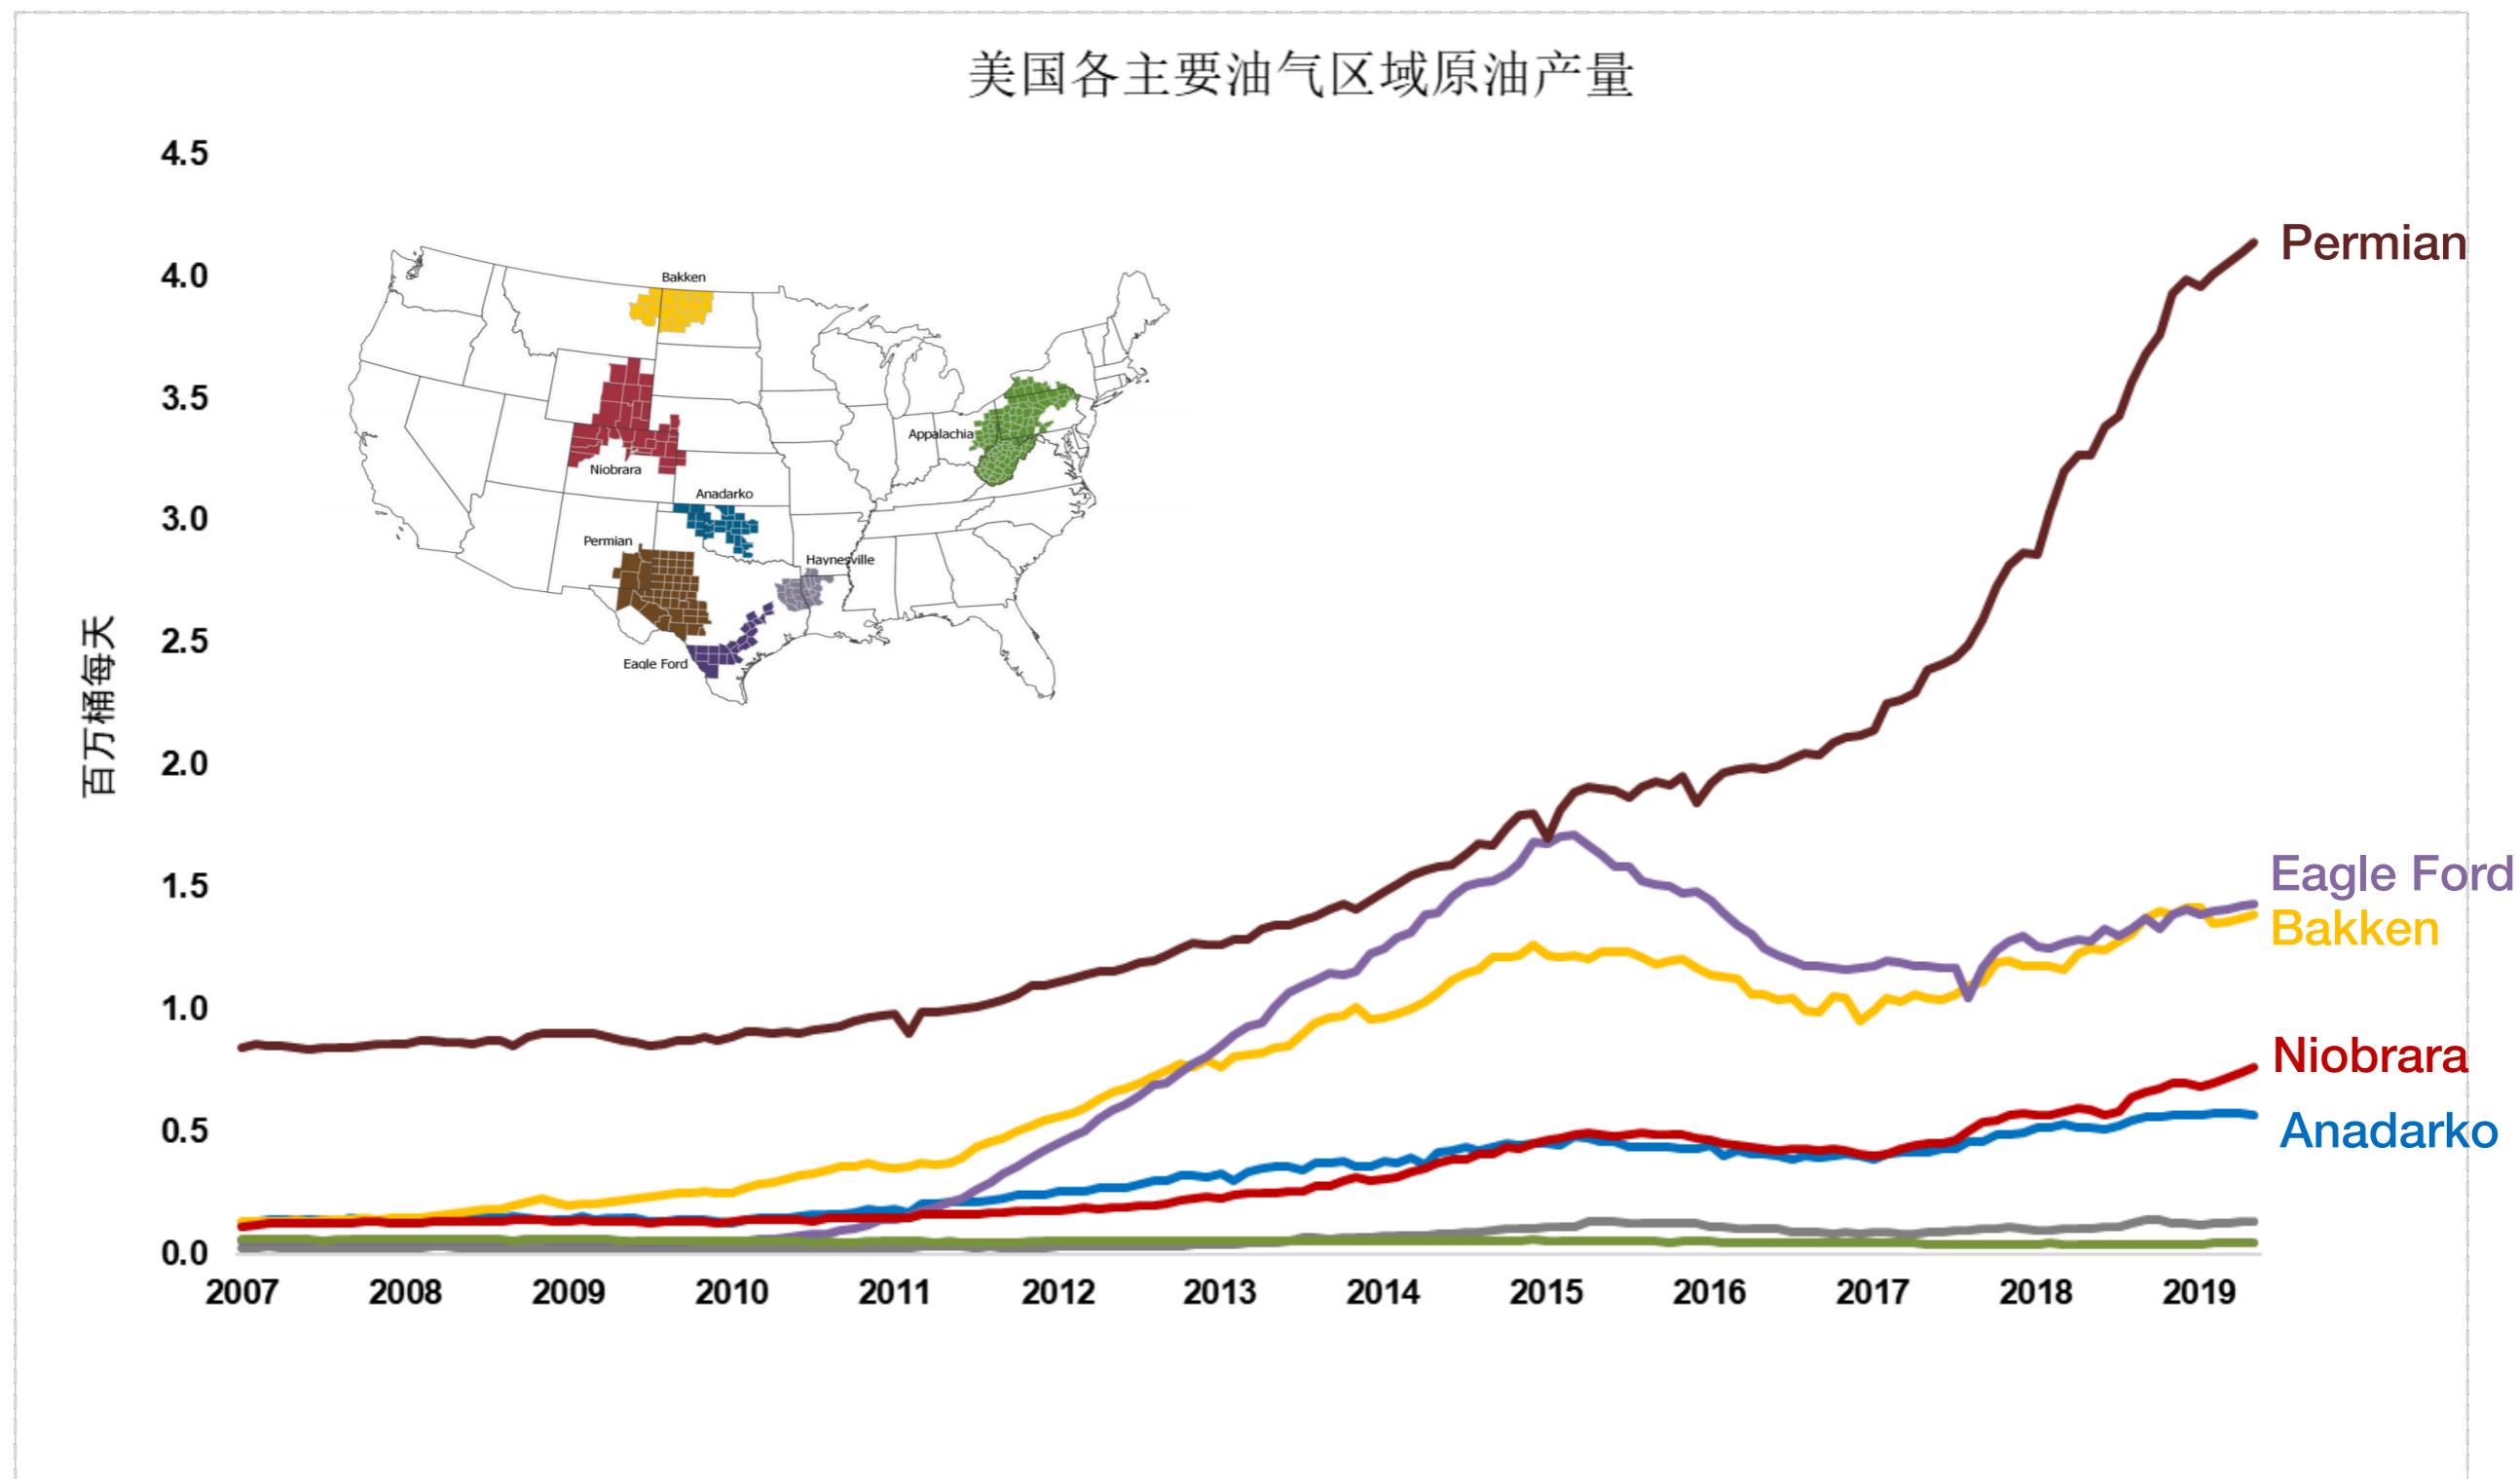 美国各主要油气区域原油产量
百万桶每天
4.5
4.0
3.5
3.0
2.5
2.0
1.5
1.0
0.5
0.0
Bakken
Niobrara
Appalachia
Anadarko
Permian
Haynesville
Eagle Ford
Permian
Eagle Ford
Bakken
Niobrara
Anadarko
2007 2008 2009 2010 2011 2012 2013 2014 2015 2016 2017 2018 2019